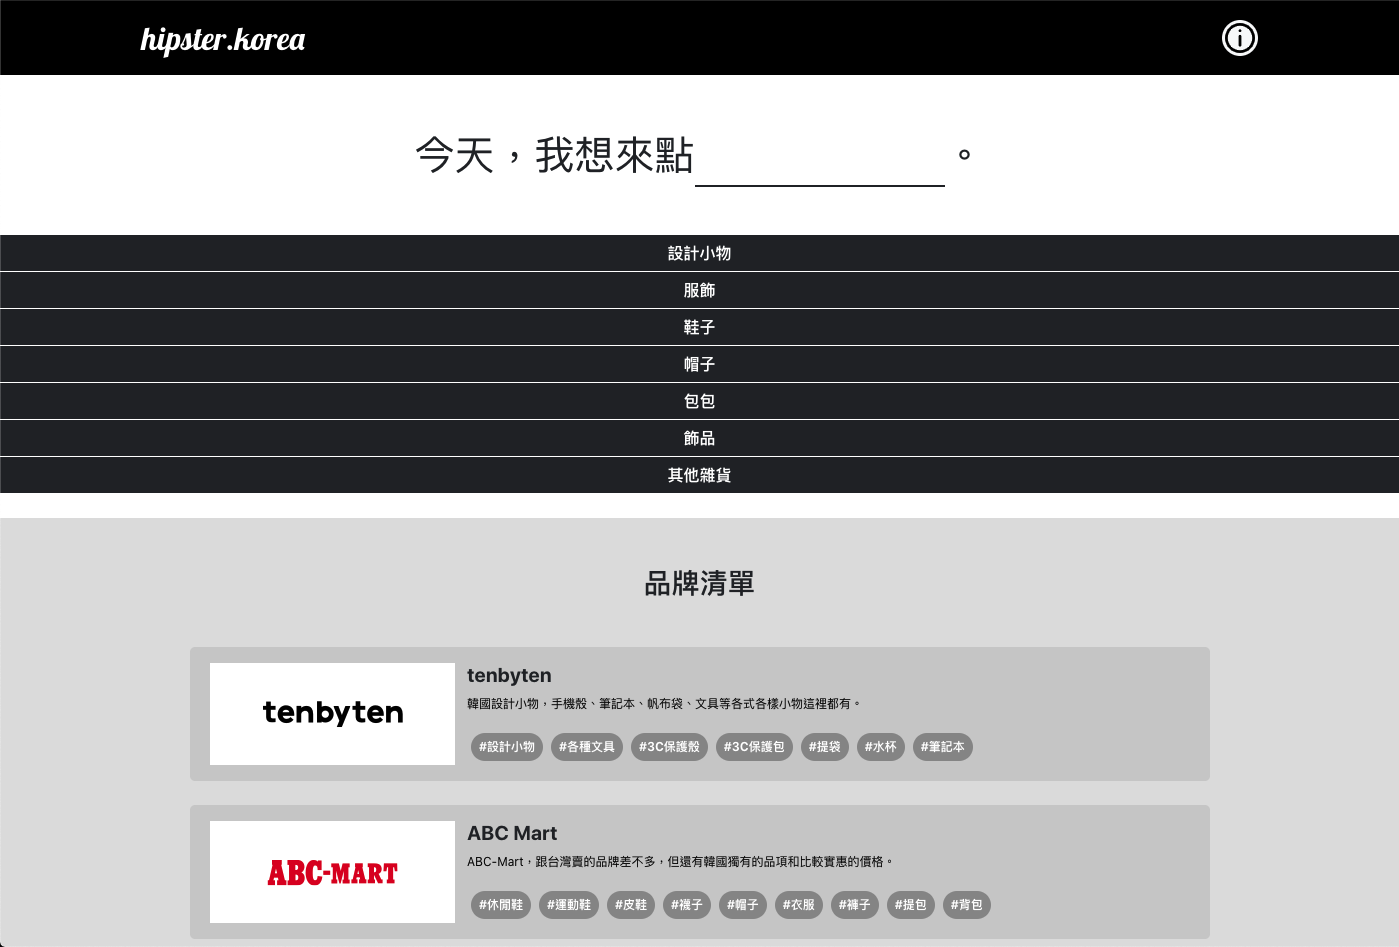 hipster.korea
今天，我想來點 。
設計小物
服飾
鞋子
帽子
包包
飾品
其他雜貨
品牌清單
tenbyten
tenbyten
韓國設計小物，手機殼、筆記本、帆布袋、文具等各式各樣小物這裡都有。
#設計小物 #各種文具 #3C保護殼 #3C保護包 #提袋 #水杯 #筆記本
ABC-MART
ABC Mart
ABC-Mart，跟台灣賣的品牌差不多，但還有韓國獨有的品項和比較實惠的價格。
#休閒鞋 #運動鞋 #皮鞋 #襪子 #帽子 #衣服 #褲子 #提包 #背包